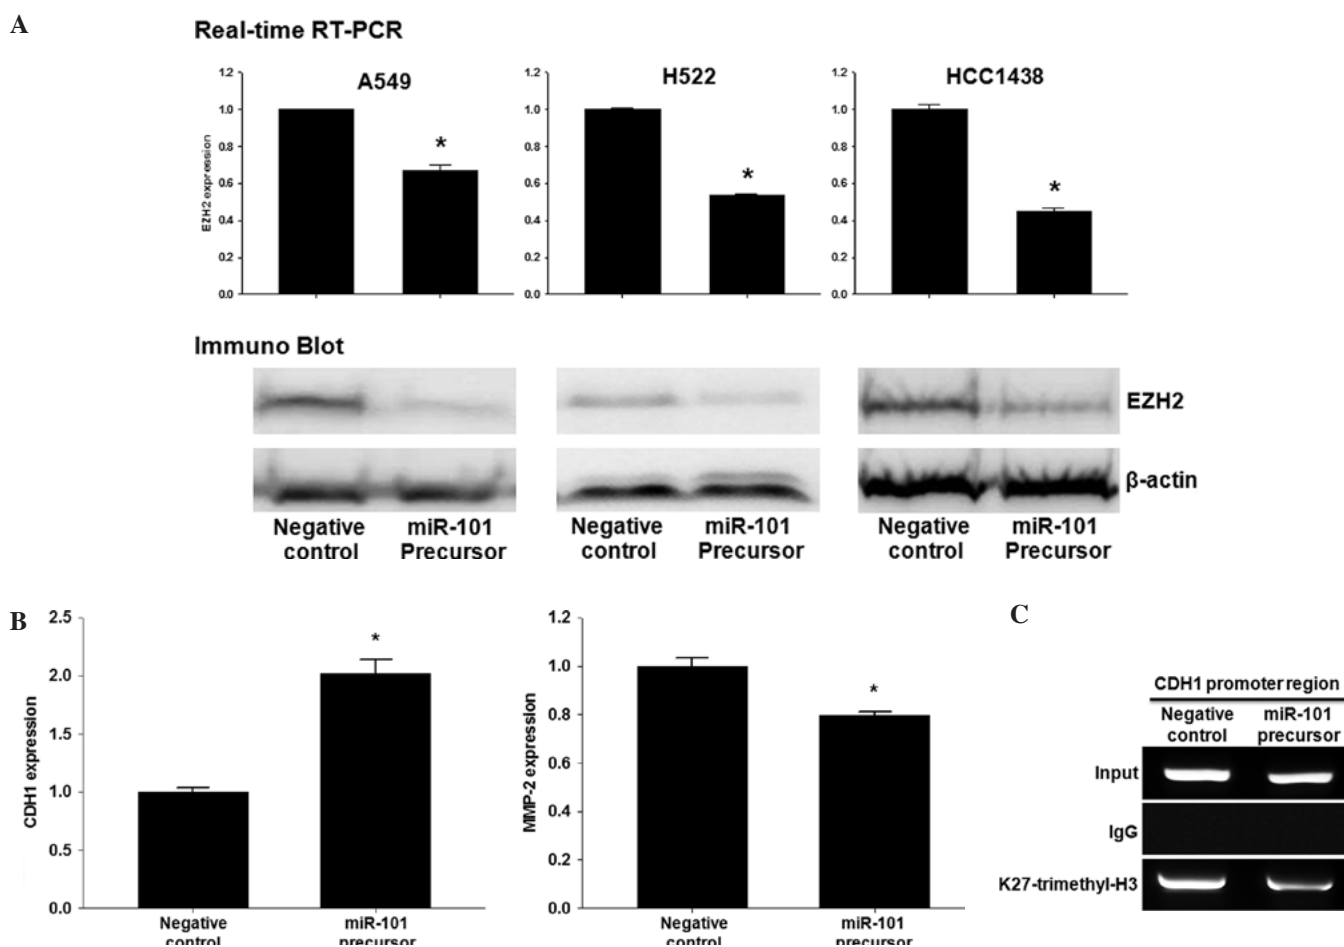 A
Real-time RT-PCR
A549
H522
HCC1438
EZH2 expression
1.2
1.0
0.8
0.6
0.4
0.2
0.0
*
1.2
1.0
0.8
0.6
0.4
0.2
0.0
*
1.2
1.0
0.8
0.6
0.4
0.2
0.0
*
Immuno Blot
EZH2
β-actin
Negative
control
miR-101
Precursor
Negative
control
miR-101
Precursor
Negative
control
miR-101
Precursor
B
CDH1 expression
2.5
2.0
1.5
1.0
0.5
0.0
*
Negative
control
miR-101
precursor
MMP-2 expression
1.2
1.0
0.8
0.6
0.4
0.2
0.0
*
Negative
control
miR-101
precursor
C
CDH1 promoter region
Negative
control
miR-101
precursor
Input
IgG
K27-trimethyl-H3